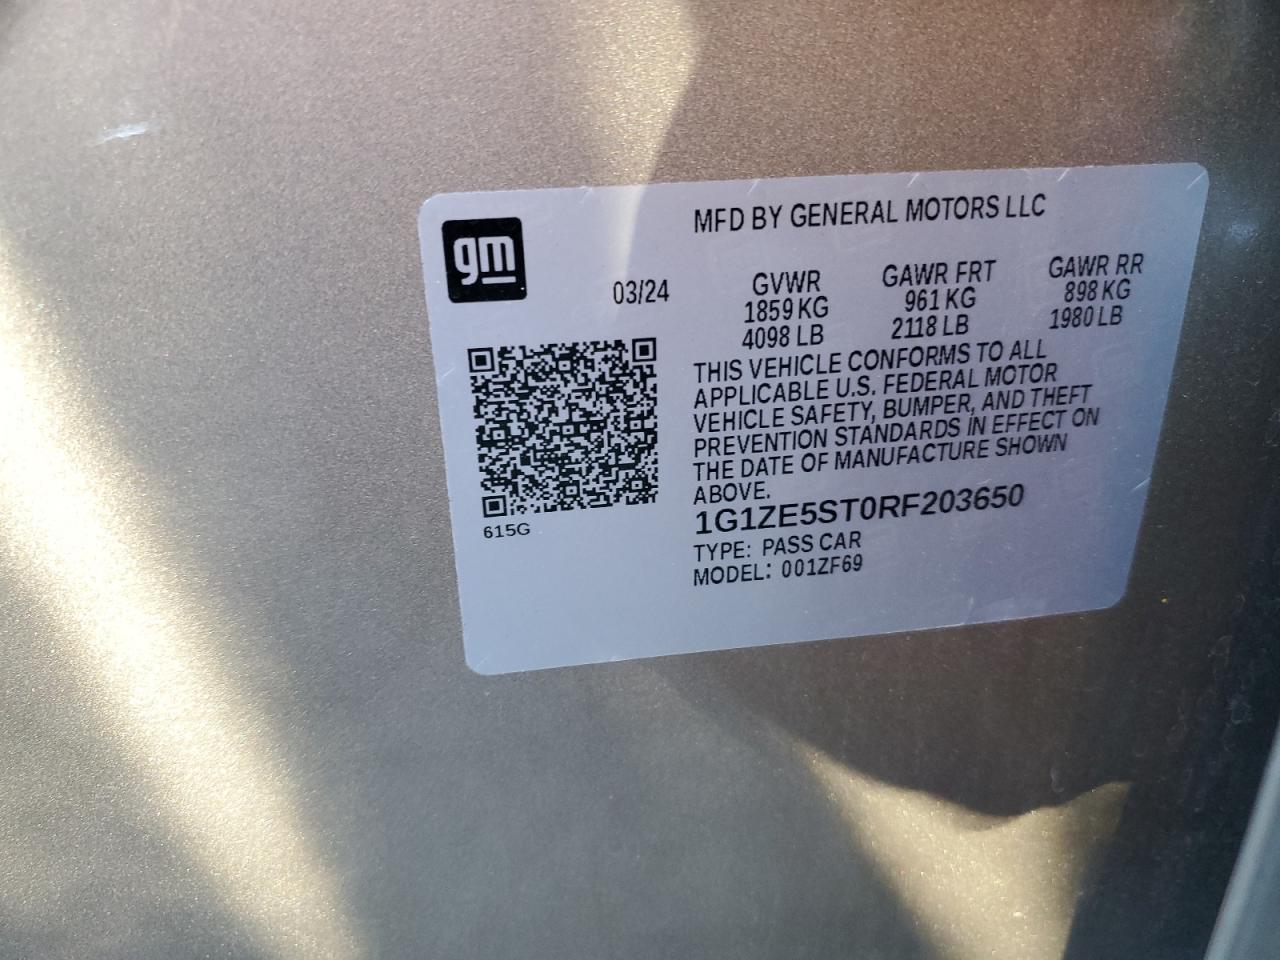 gm
MFD BY GENERAL MOTORS LLC
03/24
GVWR GAWR FRT GAWR RR
1859 KG 961 KG 898 KG
4098 LB 2118 LB 1980 LB
THIS VEHICLE CONFORMS TO ALL
APPLICABLE U.S. FEDERAL MOTOR
VEHICLE SAFETY, BUMPER, AND THEFT
PREVENTION STANDARDS IN EFFECT ON
THE DATE OF MANUFACTURE SHOWN
ABOVE.
1G1ZE5ST0RF203650
TYPE: PASS CAR
MODEL: 001ZF69
615G